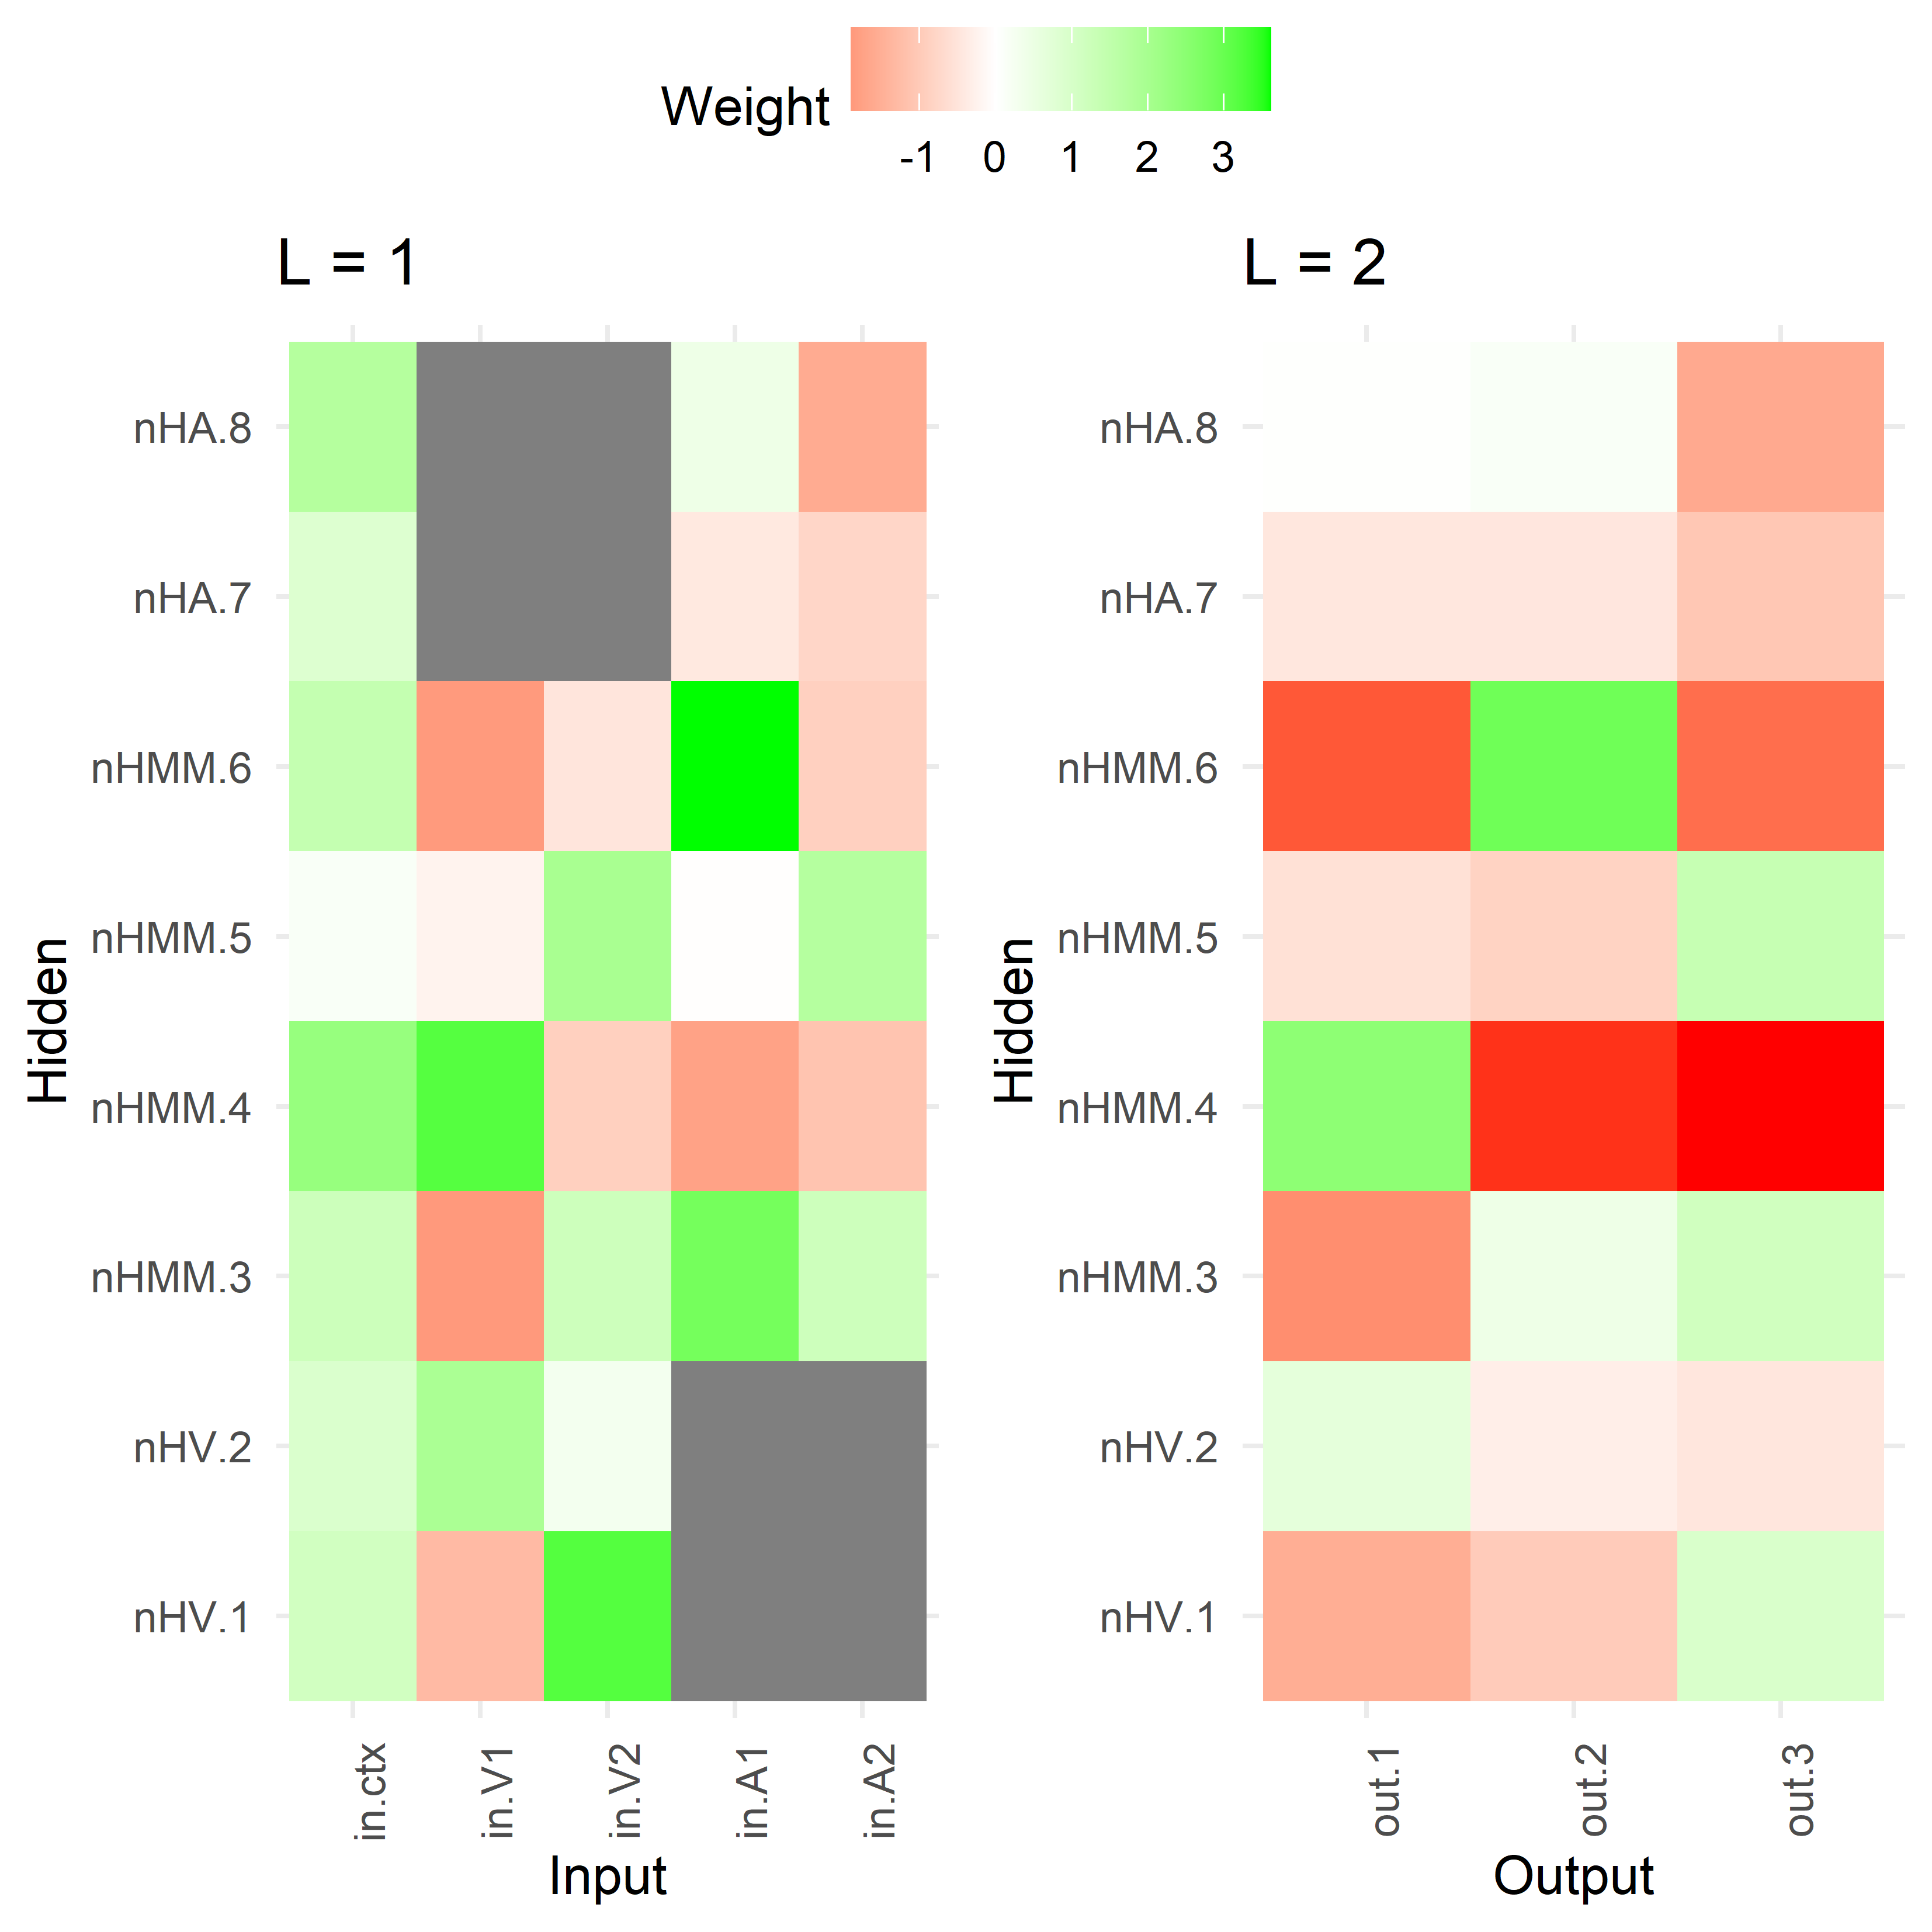 Weight
-1 0 1 2 3
L = 1
nHA.8
nHA.7
nHMM.6
nHMM.5
nHMM.4
nHMM.3
nHV.2
nHV.1
Hidden
in.ctx in.V1 in.V2 in.A1 in.A2
Input
L = 2
nHA.8
nHA.7
nHMM.6
nHMM.5
nHMM.4
nHMM.3
nHV.2
nHV.1
Hidden
out.1 out.2 out.3
Output